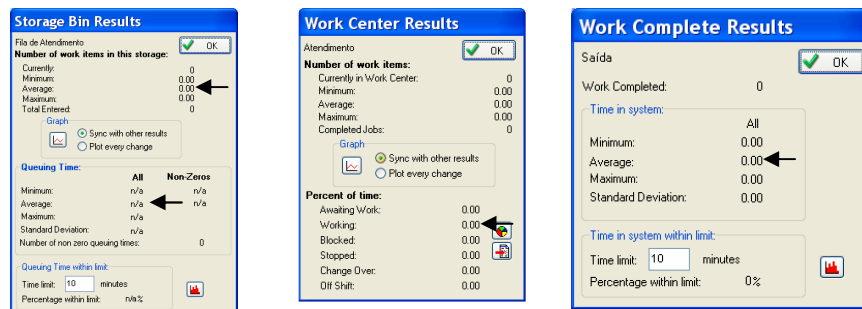 Storage Bin Results
Fila de Atendimento
OK
Number of work items in this storage:
Currently: 0
Minimum: 0.00
Average: 0.00
Maximum: 0.00
Total Entered: 0
Graph
Sync with other results
Plot every change
Queuing Time:
All Non-Zeros
Minimum: n/a n/a
Average: n/a n/a
Maximum: n/a
Standard Deviation: n/a
Number of non zero queuing times: 0
Queuing Time within limit:
Time limit: 10 minutes
Percentage within limit: n/a%
Work Center Results
Atendimento
OK
Number of work items:
Currently in Work Center: 0
Minimum: 0.00
Average: 0.00
Maximum: 0.00
Completed Jobs: 0
Graph
Sync with other results
Plot every change
Percent of time:
Awaiting Work: 0.00
Working: 0.00
Blocked: 0.00
Stopped: 0.00
Change Over: 0.00
Off Shift: 0.00
Work Complete Results
Saída
OK
Work Completed: 0
Time in system:
All
Minimum: 0.00
Average: 0.00
Maximum: 0.00
Standard Deviation: 0.00
Time in system within limit:
Time limit: 10 minutes
Percentage within limit: 0%